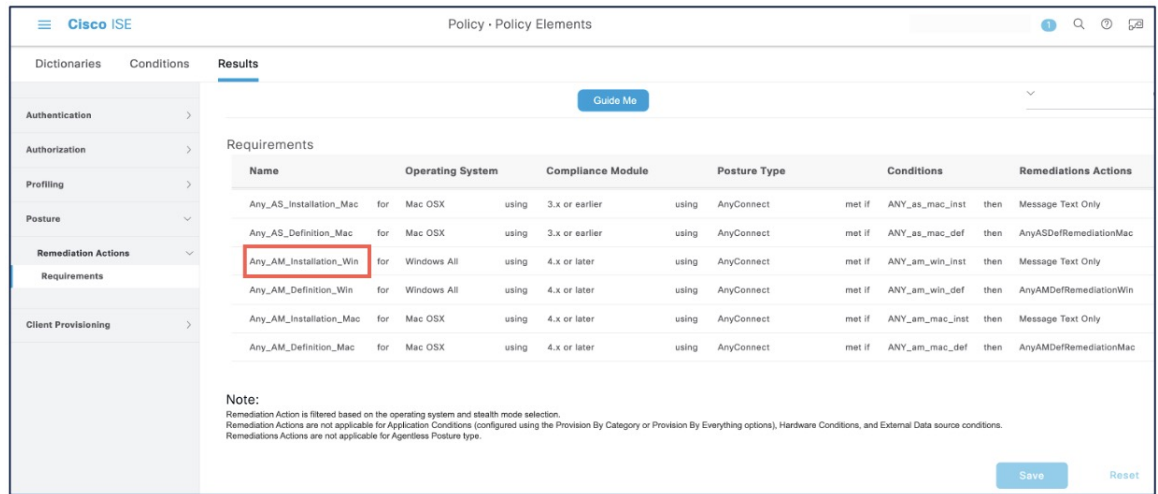 Cisco ISE
Policy · Policy Elements
1
Dictionaries Conditions Results
Guide Me
Authentication
Authorization
Profiling
Posture
Remediation Actions
Requirements
Client Provisioning
Requirements
Name Operating System Compliance Module Posture Type Conditions Remediations Actions
Any_AS_Installation_Mac for Mac OSX using 3.x or earlier using AnyConnect met if ANY_as_mac_inst then Message Text Only
Any_AS_Definition_Mac for Mac OSX using 3.x or earlier using AnyConnect met if ANY_as_mac_def then AnyASDefRemediationMac
Any_AM_Installation_Win for Windows All using 4.x or later using AnyConnect met if ANY_am_win_inst then Message Text Only
Any_AM_Definition_Win for Windows All using 4.x or later using AnyConnect met if ANY_am_win_def then AnyAMDefRemediationWin
Any_AM_Installation_Mac for Mac OSX using 4.x or later using AnyConnect met if ANY_am_mac_inst then Message Text Only
Any_AM_Definition_Mac for Mac OSX using 4.x or later using AnyConnect met if ANY_am_mac_def then AnyAMDefRemediationMac
Note:
Remediation Action is filtered based on the operating system and stealth mode selection.
Remediation Actions are not applicable for Application Conditions (configured using the Provision By Category or Provision By Everything options), Hardware Conditions, and External Data source conditions.
Remediations Actions are not applicable for Agentless Posture type.
Save Reset